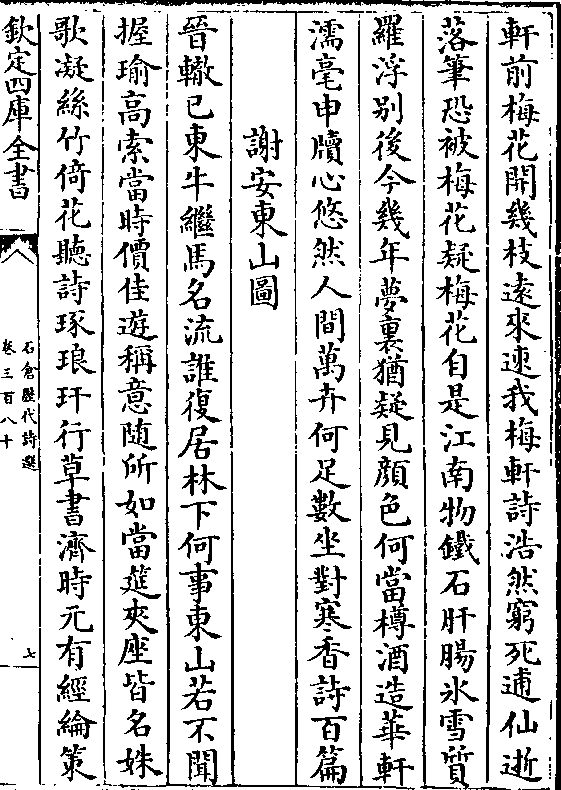 軒前梅花開幾枝遠來速我梅軒詩浩然窮死逋仙逝
落筆恐被梅花疑梅花自是江南物鐵石肝腸氷雪質
羅浮别後今幾年夢裏猶疑見顔色何當樽酒造華軒
濡毫申牘心悠然人間萬卉何足數坐對寒香詩百篇
謝安東山圖
晉轍已東牛繼馬名流誰復居林下何事東山若不聞
握瑜高索當時價佳遊稱意随所如當筵夾座皆名姝
歌凝絲竹倚花聽詩琢琅玕行草書濟時元有經綸策
欽定四庫全書
石倉歴代詩選
卷三百八十
七